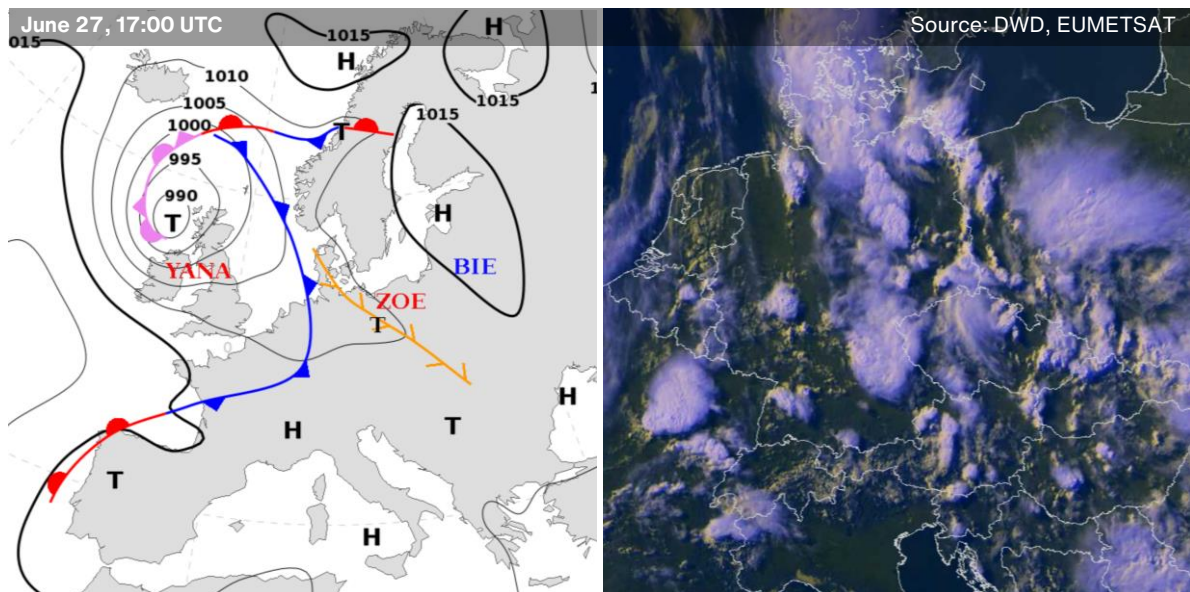 June 27, 17:00 UTC
Source: DWD, EUMETSAT
H
015
1015
H
1010
1015
1005
1015
1000
T
995
990
T
H
YANA
BIE
ZOE
T
0
H
H
T
T
H